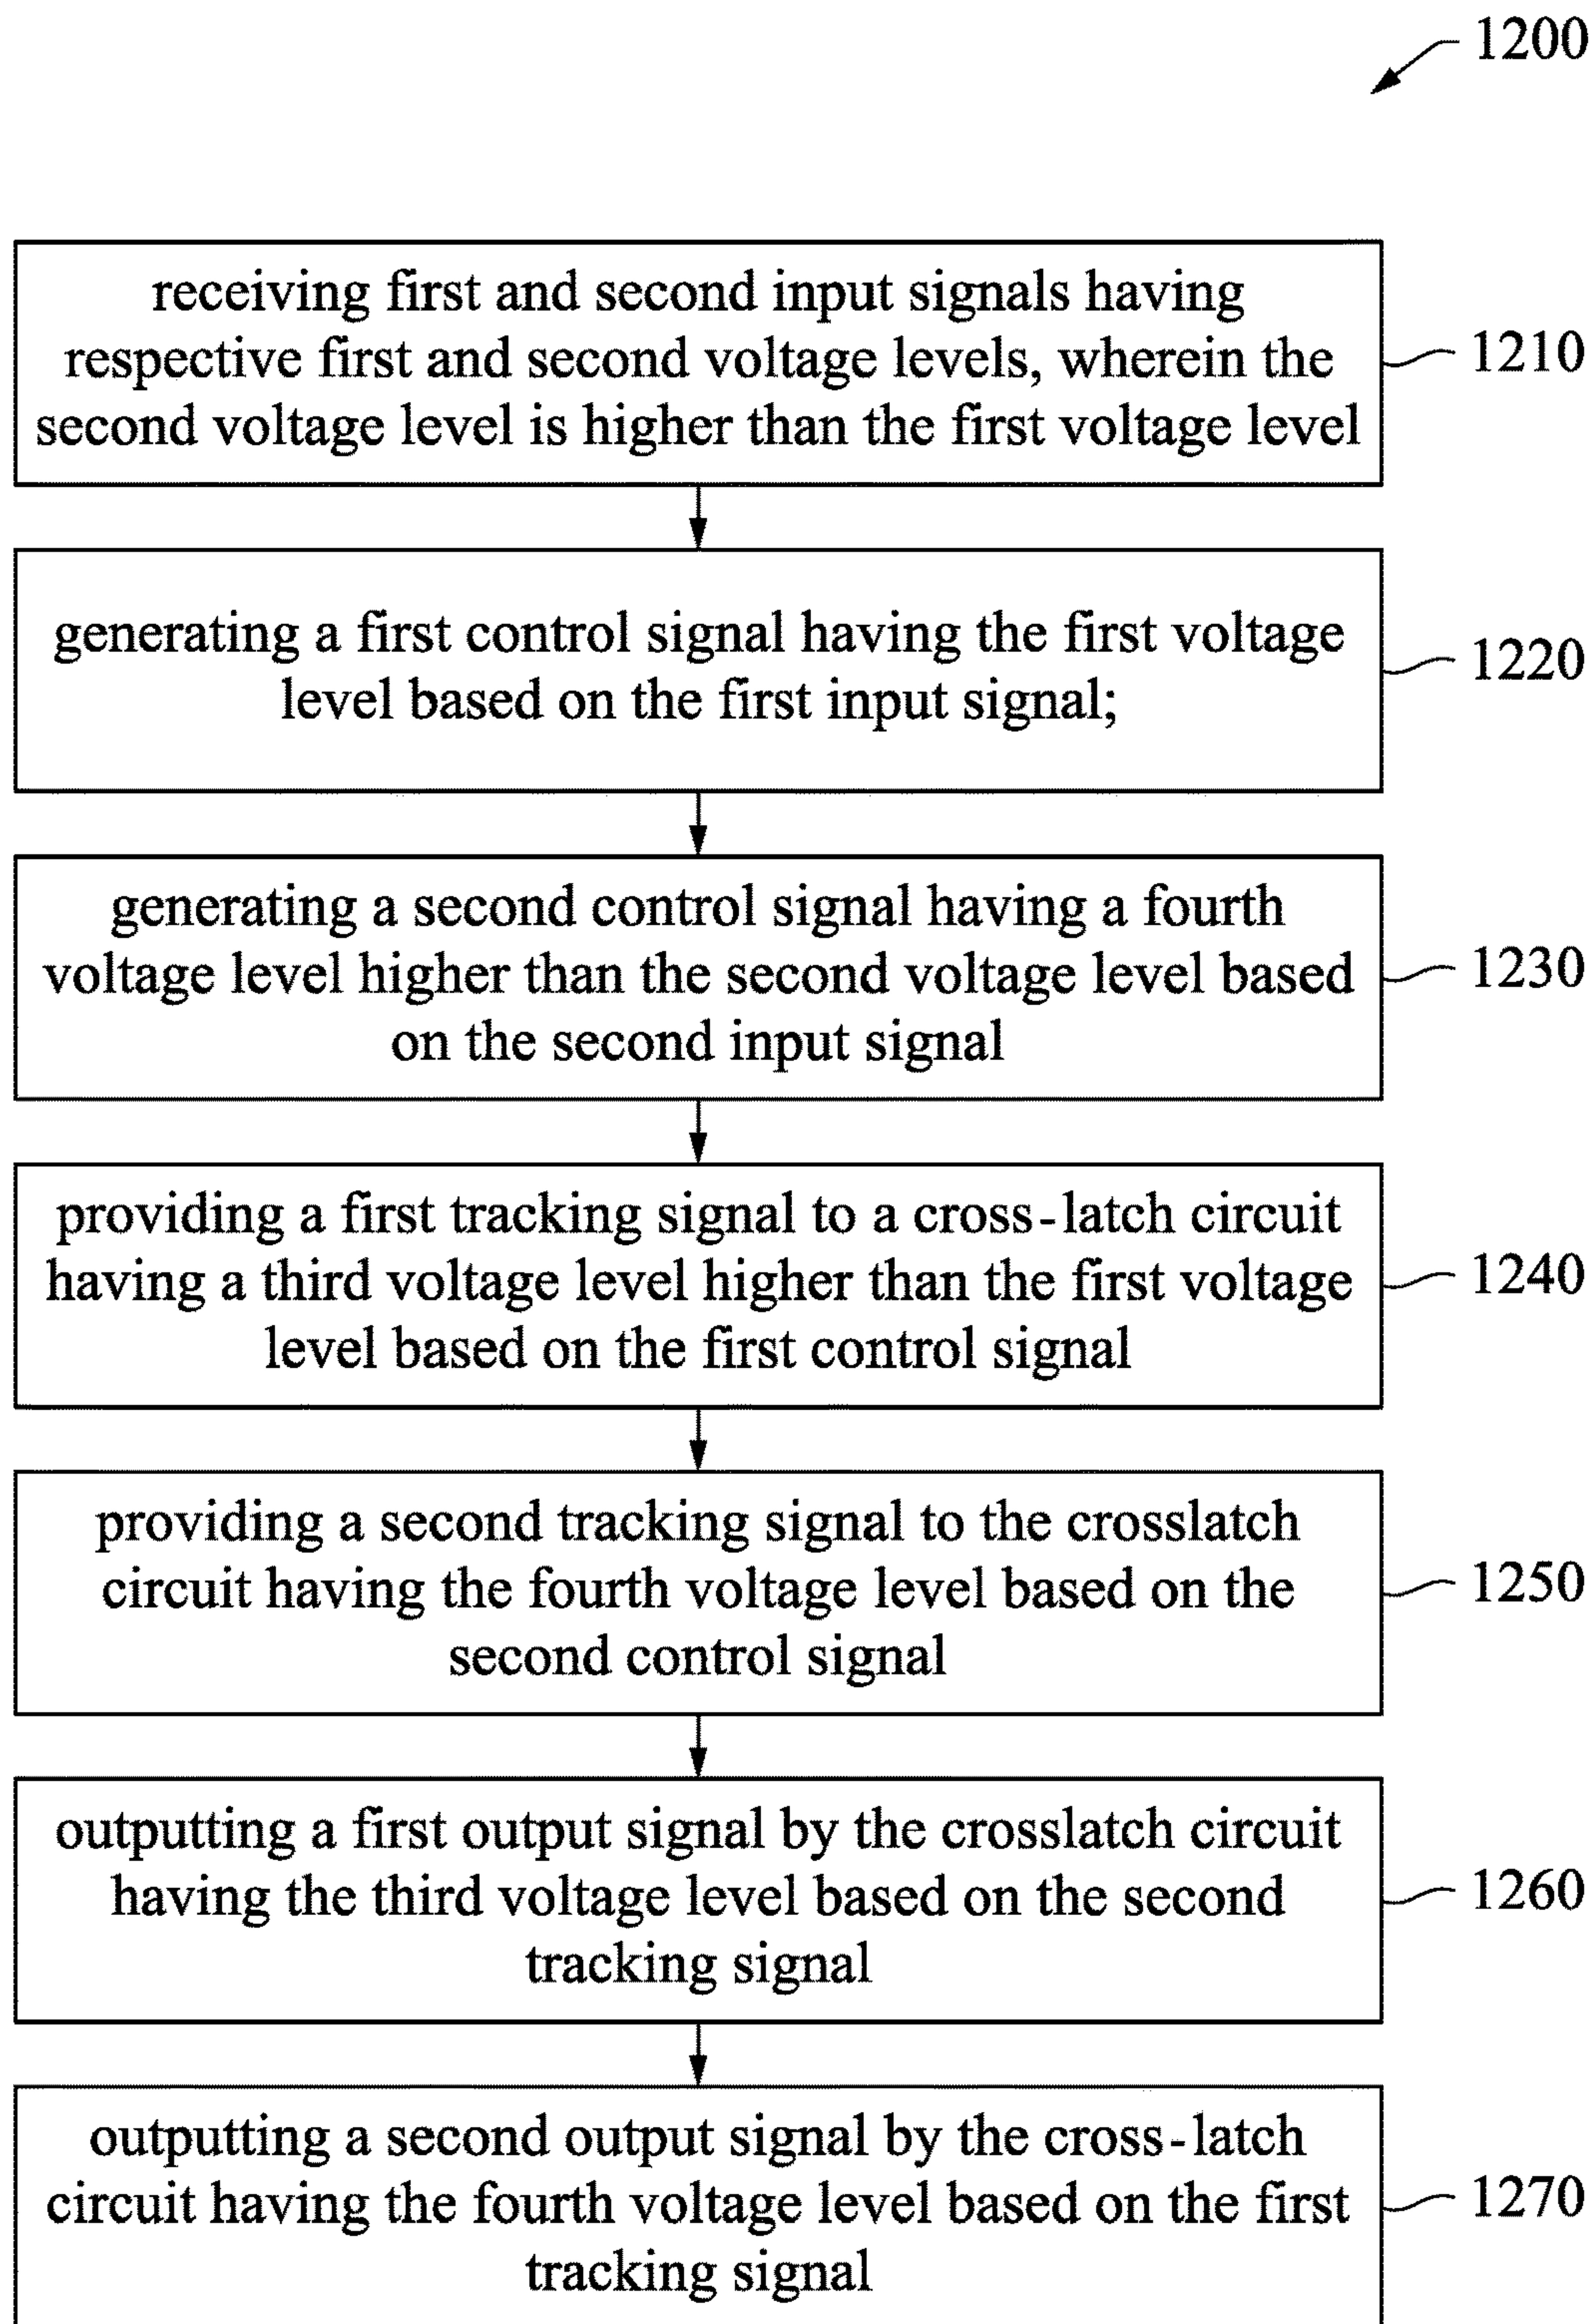 1200
receiving first and second input signals having
respective first and second voltage levels, wherein the
second voltage level is higher than the first voltage level
1210
generating a first control signal having the first voltage
level based on the first input signal;
1220
generating a second control signal having a fourth
voltage level higher than the second voltage level based
on the second input signal
1230
providing a first tracking signal to a cross-latch circuit
having a third voltage level higher than the first voltage
level based on the first control signal
1240
providing a second tracking signal to the crosslatch
circuit having the fourth voltage level based on the
second control signal
1250
outputting a first output signal by the crosslatch circuit
having the third voltage level based on the second
tracking signal
1260
outputting a second output signal by the cross-latch
circuit having the fourth voltage level based on the first
tracking signal
1270